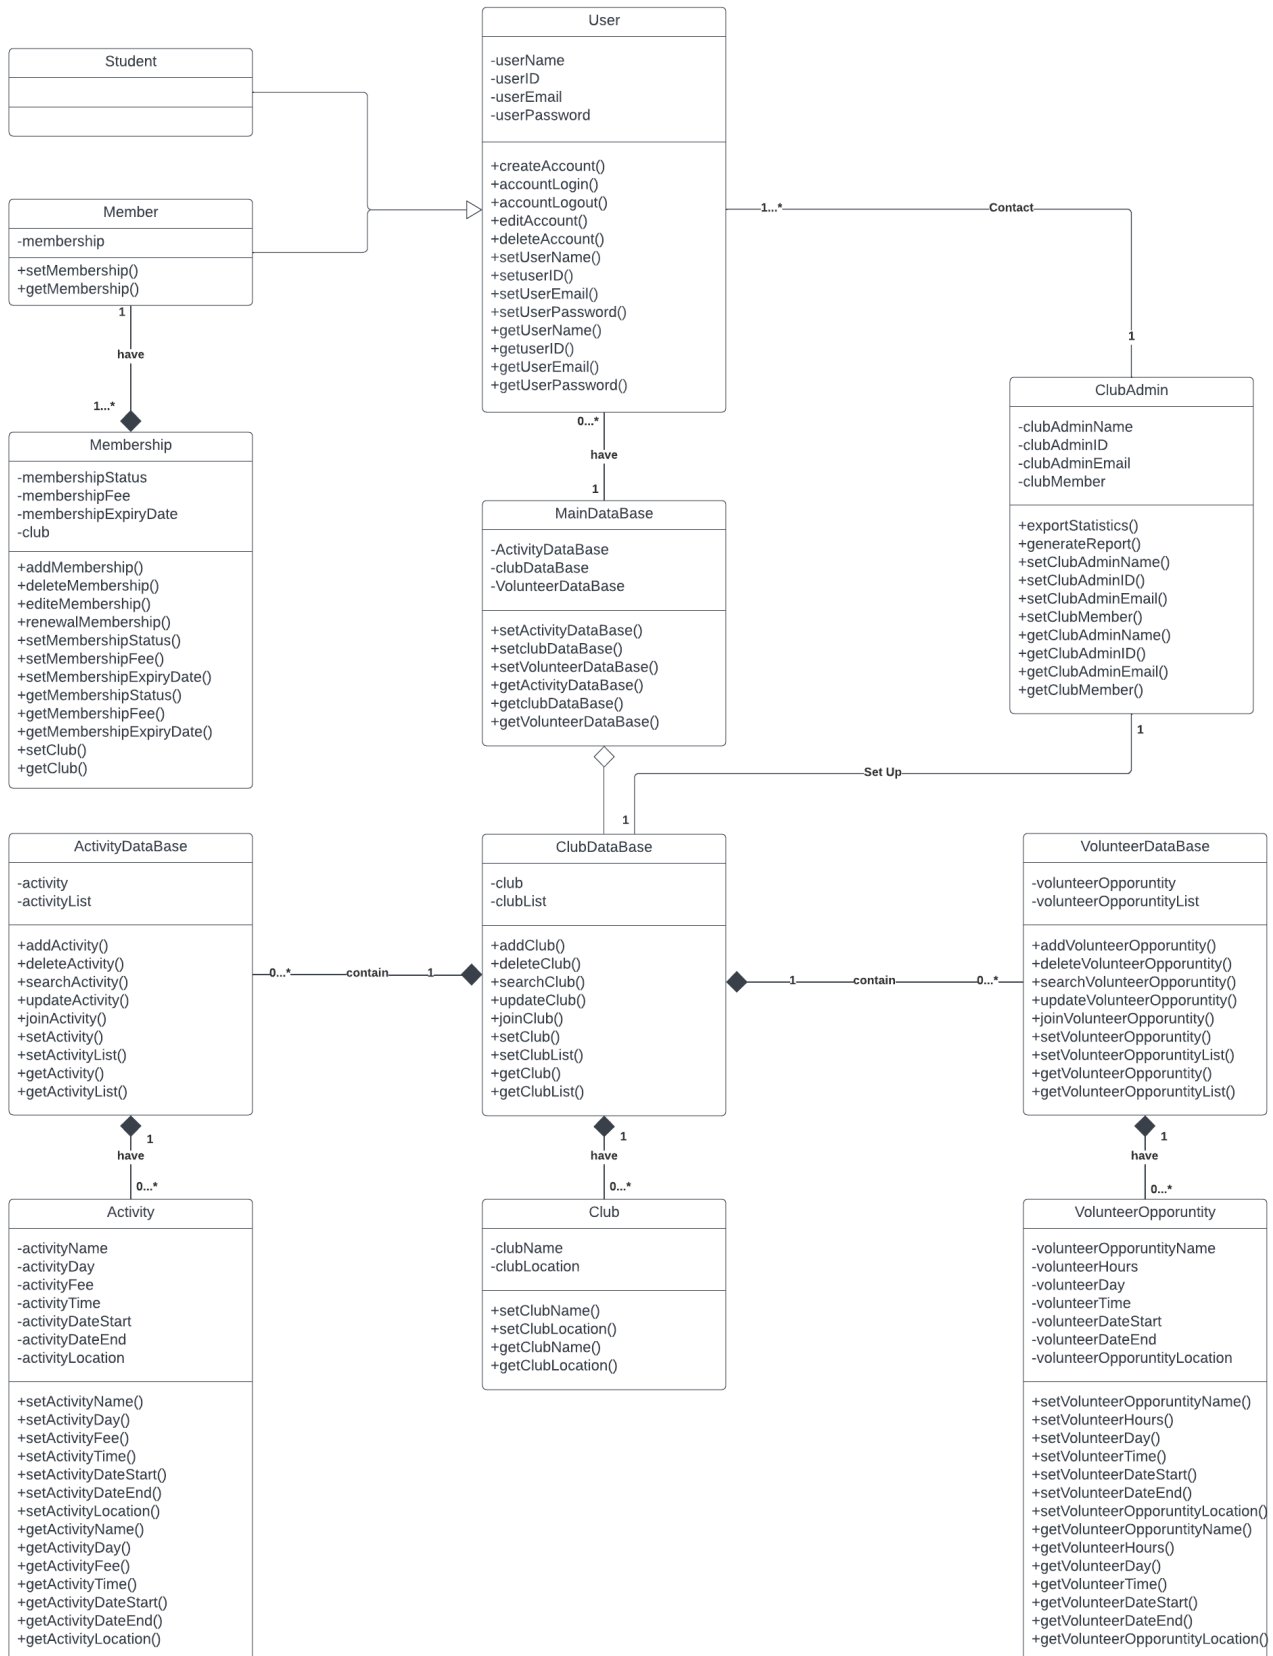 User
-userName
-userID
-userEmail
-userPassword
+createAccount()
+accountLogin()
+accountLogout()
+editAccount()
+deleteAccount()
+setUserName()
+setuserID()
+setUserEmail()
+setUserPassword()
+getUserName()
+getuserID()
+getUserEmail()
+getUserPassword()
Student
Member
-membership
+setMembership()
+getMembership()
1
have
1...*
Membership
-membershipStatus
-membershipFee
-membershipExpiryDate
-club
+addMembership()
+deleteMembership()
+editeMembership()
+renewalMembership()
+setMembershipStatus()
+setMembershipFee()
+setMembershipExpiryDate()
+getMembershipStatus()
+getMembershipFee()
+getMembershipExpiryDate()
+setClub()
+getClub()
1...*
Contact
1
ClubAdmin
-clubAdminName
-clubAdminID
-clubAdminEmail
-clubMember
+exportStatistics()
+generateReport()
+setClubAdminName()
+setClubAdminID()
+setClubAdminEmail()
+setClubMember()
+getClubAdminName()
+getClubAdminID()
+getClubAdminEmail()
+getClubMember()
0...*
have
1
MainDataBase
-ActivityDataBase
-clubDataBase
-VolunteerDataBase
+setActivityDataBase()
+setclubDataBase()
+setVolunteerDataBase()
+getActivityDataBase()
+getclubDataBase()
+getVolunteerDataBase()
1
Set Up
1
ActivityDataBase
-activity
-activityList
+addActivity()
+deleteActivity()
+searchActivity()
+updateActivity()
+joinActivity()
+setActivity()
+setActivityList()
+getActivity()
+getActivityList()
0...*
contain
1
ClubDataBase
-club
-clubList
+addClub()
+deleteClub()
+searchClub()
+updateClub()
+joinClub()
+setClub()
+setClubList()
+getClub()
+getClubList()
1
contain
0...*
VolunteerDataBase
-volunteerOpporuntity
-volunteerOpporuntityList
+addVolunteerOpporuntity()
+deleteVolunteerOpporuntity()
+searchVolunteerOpporuntity()
+updateVolunteerOpporuntity()
+joinVolunteerOpporuntity()
+setVolunteerOpporuntity()
+setVolunteerOpporuntityList()
+getVolunteerOpporuntity()
+getVolunteerOpporuntityList()
1
have
0...*
Activity
-activityName
-activityDay
-activityFee
-activityTime
-activityDateStart
-activityDateEnd
-activityLocation
+setActivityName()
+setActivityDay()
+setActivityFee()
+setActivityTime()
+setActivityDateStart()
+setActivityDateEnd()
+setActivityLocation()
+getActivityName()
+getActivityDay()
+getActivityFee()
+getActivityTime()
+getActivityDateStart()
+getActivityDateEnd()
+getActivityLocation()
1
have
0...*
Club
-clubName
-clubLocation
+setClubName()
+setClubLocation()
+getClubName()
+getClubLocation()
1
have
0...*
VolunteerOpporuntity
-volunteerOpporuntityName
-volunteerHours
-volunteerDay
-volunteerTime
-volunteerDateStart
-volunteerDateEnd
-volunteerOpporuntityLocation
+setVolunteerOpporuntityName()
+setVolunteerHours()
+setVolunteerDay()
+setVolunteerTime()
+setVolunteerDateStart()
+setVolunteerDateEnd()
+setVolunteerOpporuntityLocation()
+getVolunteerOpporuntityName()
+getVolunteerHours()
+getVolunteerDay()
+getVolunteerTime()
+getVolunteerDateStart()
+getVolunteerDateEnd()
+getVolunteerOpporuntityLocation()